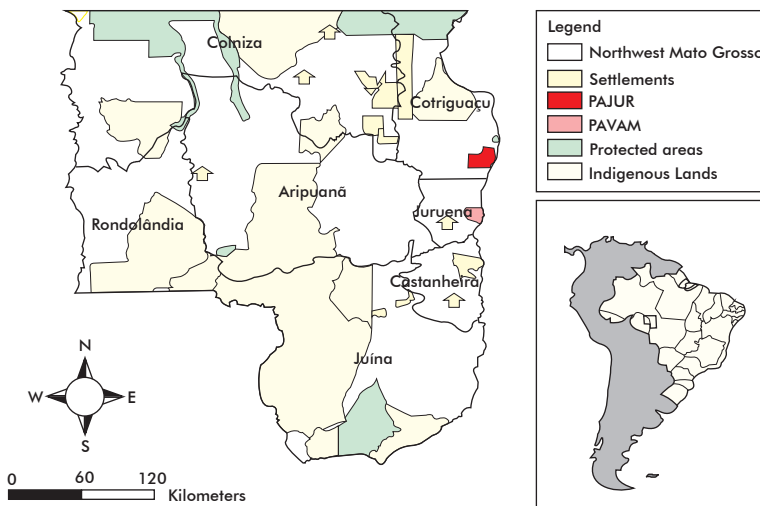 Colniza
Cotriguaçu
Aripuanã
Rondolândia
Juruena
Castanheira
Juína
N
W
E
S
0
60
120
Kilometers
Legend
Northwest Mato Grosso
Settlements
PAJUR
PAVAM
Protected areas
Indigenous Lands